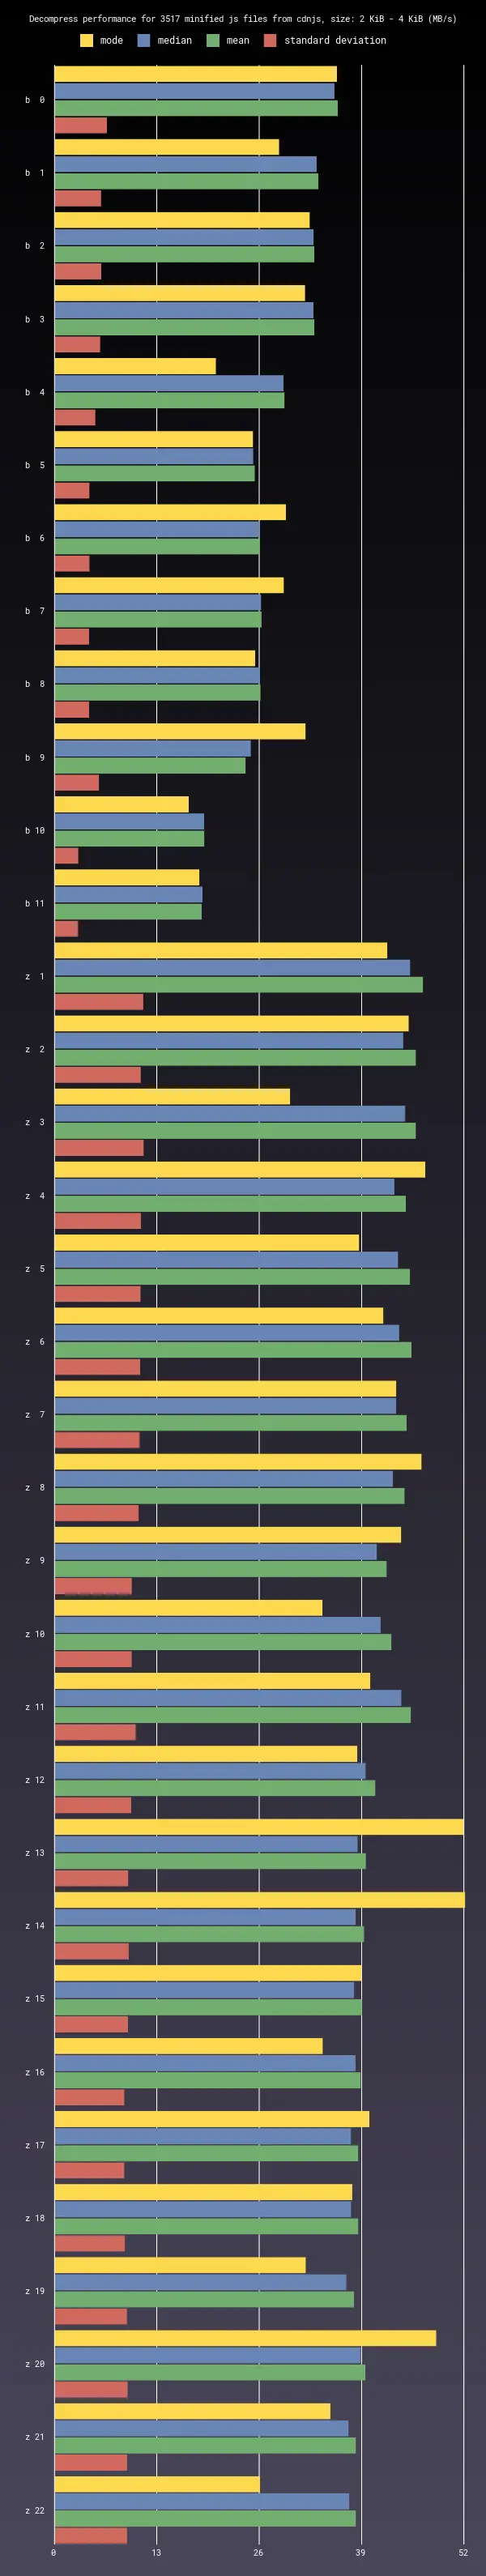 Decompress performance for 3517 minified js files from cdnjs, size: 2 KiB - 4 KiB (MB/s)
mode median mean standard deviation
b 0
b 1
b 2
b 3
b 4
b 5
b 6
b 7
b 8
b 9
b 10
b 11
z 1
z 2
z 3
z 4
z 5
z 6
z 7
z 8
z 9
z 10
z 11
z 12
z 13
z 14
z 15
z 16
z 17
z 18
z 19
z 20
z 21
z 22
0 13 26 39 52